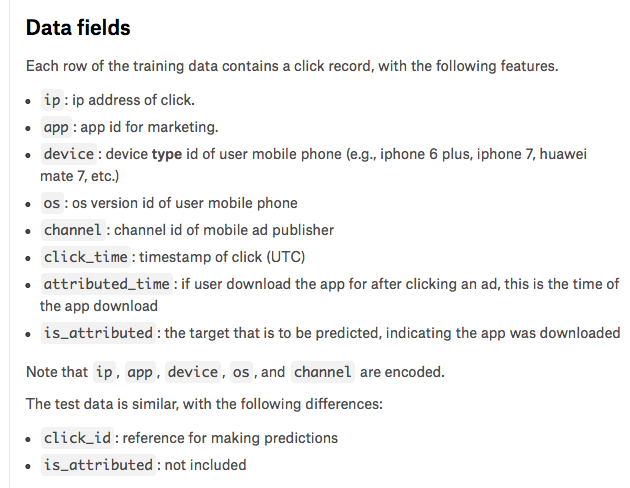 Data fields
Each row of the training data contains a click record, with the following features.
• ip : ip address of click.
• app : app id for marketing.
• device : device type id of user mobile phone (e.g., iphone 6 plus, iphone 7, huawei
mate 7, etc.)
• os : os version id of user mobile phone
• channel : channel id of mobile ad publisher
• click_time : timestamp of click (UTC)
• attributed_time : if user download the app for after clicking an ad, this is the time of
the app download
• is_attributed : the target that is to be predicted, indicating the app was downloaded
Note that ip, app, device, os, and channel are encoded.
The test data is similar, with the following differences:
• click_id : reference for making predictions
• is_attributed : not included